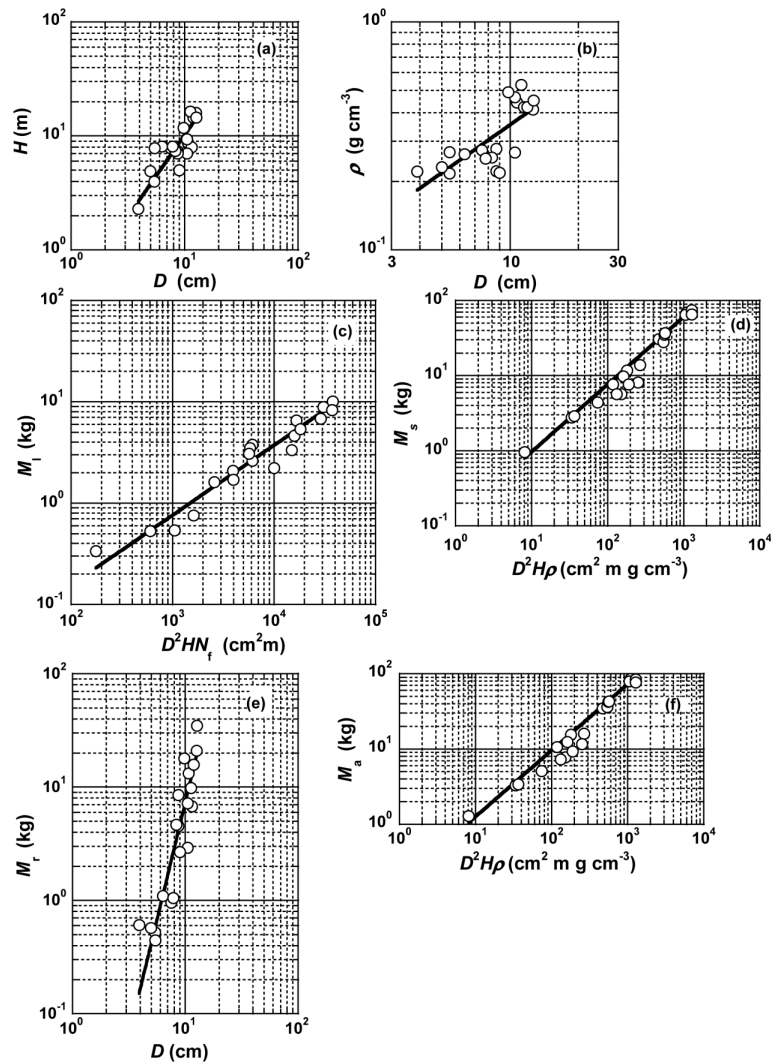 10²
(a)
H (m)
10¹
10⁰
10⁰
10¹
10²
D (cm)
10⁰
(b)
ρ (g cm⁻³)
10⁻¹
3
10
30
D (cm)
10²
(c)
M_l (kg)
10¹
10⁰
10⁻¹
10²
10³
10⁴
10⁵
D²HN_f (cm²m)
10²
(d)
M_s (kg)
10¹
10⁰
10⁻¹
10⁰
10¹
10²
10³
10⁴
D²Hρ (cm² m g cm⁻³)
10²
(e)
M_r (kg)
10¹
10⁰
10⁻¹
10⁰
10¹
10²
D (cm)
10²
(f)
M_a (kg)
10¹
10⁰
10⁰
10¹
10²
10³
10⁴
D²Hρ (cm² m g cm⁻³)